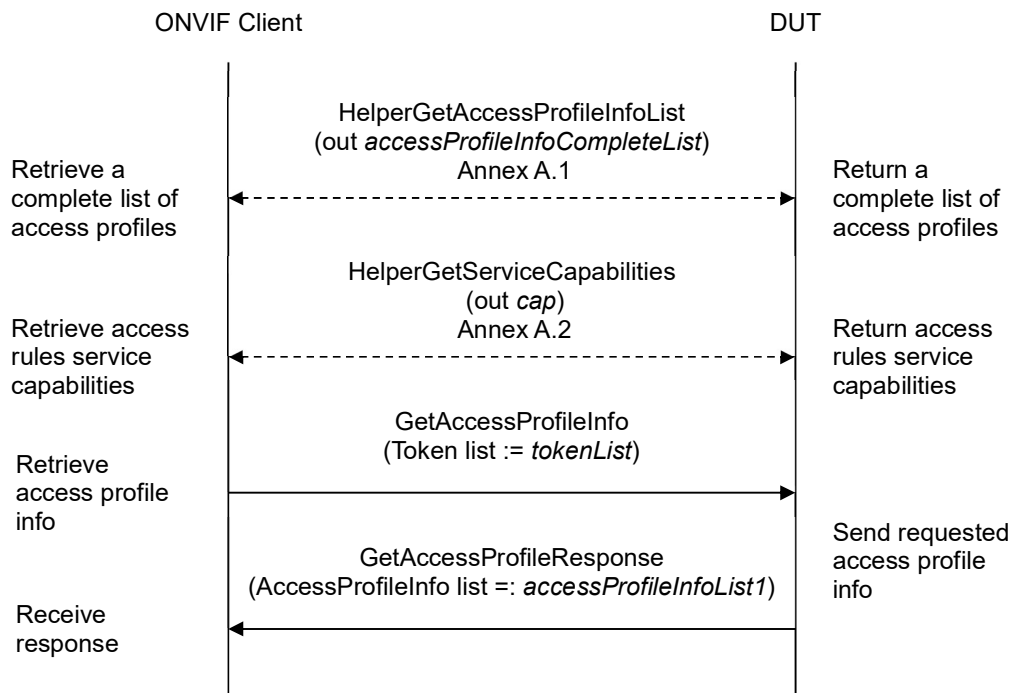 ONVIF Client
DUT
HelperGetAccessProfileInfoList
(out accessProfileInfoCompleteList)
Annex A.1
Retrieve a
complete list of
access profiles
Return a
complete list of
access profiles
HelperGetServiceCapabilities
(out cap)
Annex A.2
Retrieve access
rules service
capabilities
Return access
rules service
capabilities
GetAccessProfileInfo
(Token list := tokenList)
Retrieve
access profile
info
Send requested
access profile
info
GetAccessProfileResponse
(AccessProfileInfo list =: accessProfileInfoList1)
Receive
response